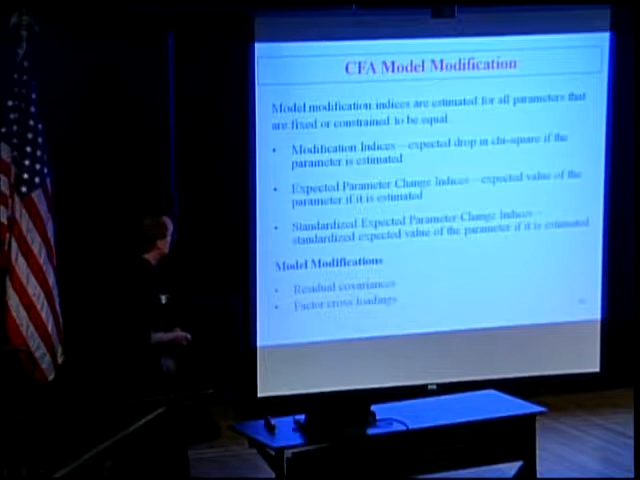 CFA Model Modification
Model modification indices are estimated for all parameters that
are fixed or constrained to be equal.
• Modification Indices – expected drop in chi-square if the
parameter is estimated
• Expected Parameter Change Indices – expected value of the
parameter if it is estimated
• Standardized Expected Parameter Change Indices –
standardized expected value of the parameter if it is estimated
Model Modifications
• Residual covariances
• Factor cross loadings